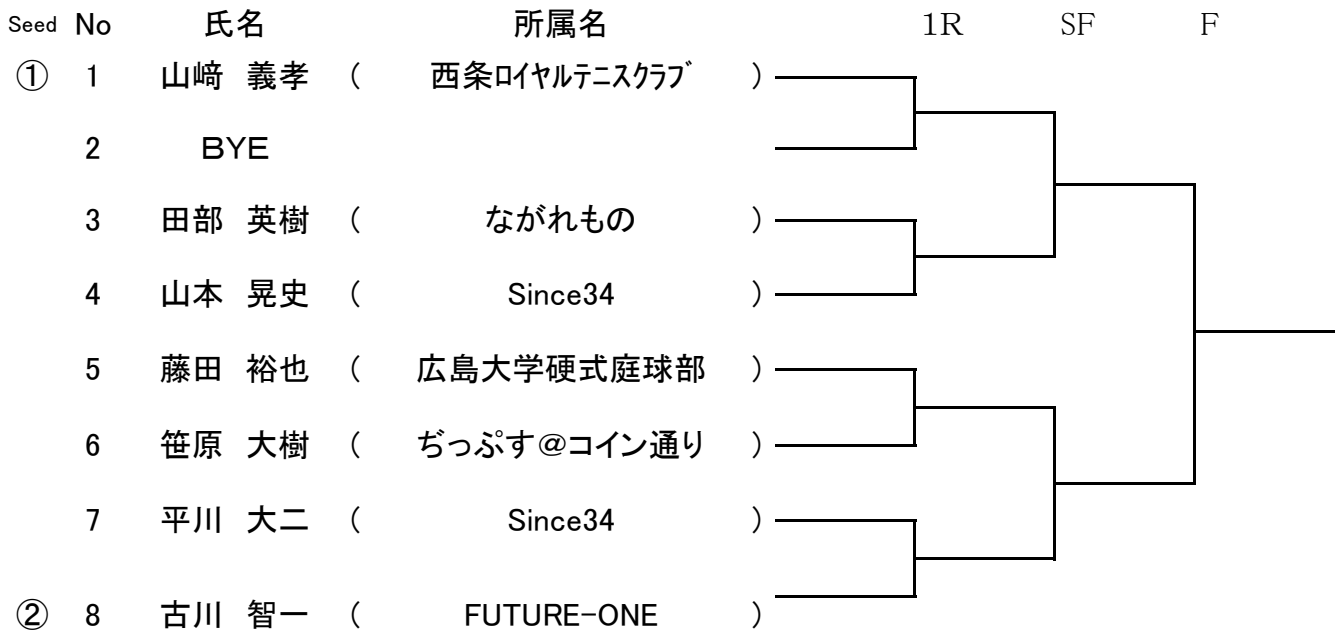 Seed No 氏名 所属名 1R SF F
① 1 山﨑 義孝 ( 西条ロイヤルテニスクラブ )
2 BYE
3 田部 英樹 ( ながれもの )
4 山本 晃史 ( Since34 )
5 藤田 裕也 ( 広島大学硬式庭球部 )
6 笹原 大樹 ( ぢっぷす@コイン通り )
7 平川 大二 ( Since34 )
② 8 古川 智一 ( FUTURE-ONE )